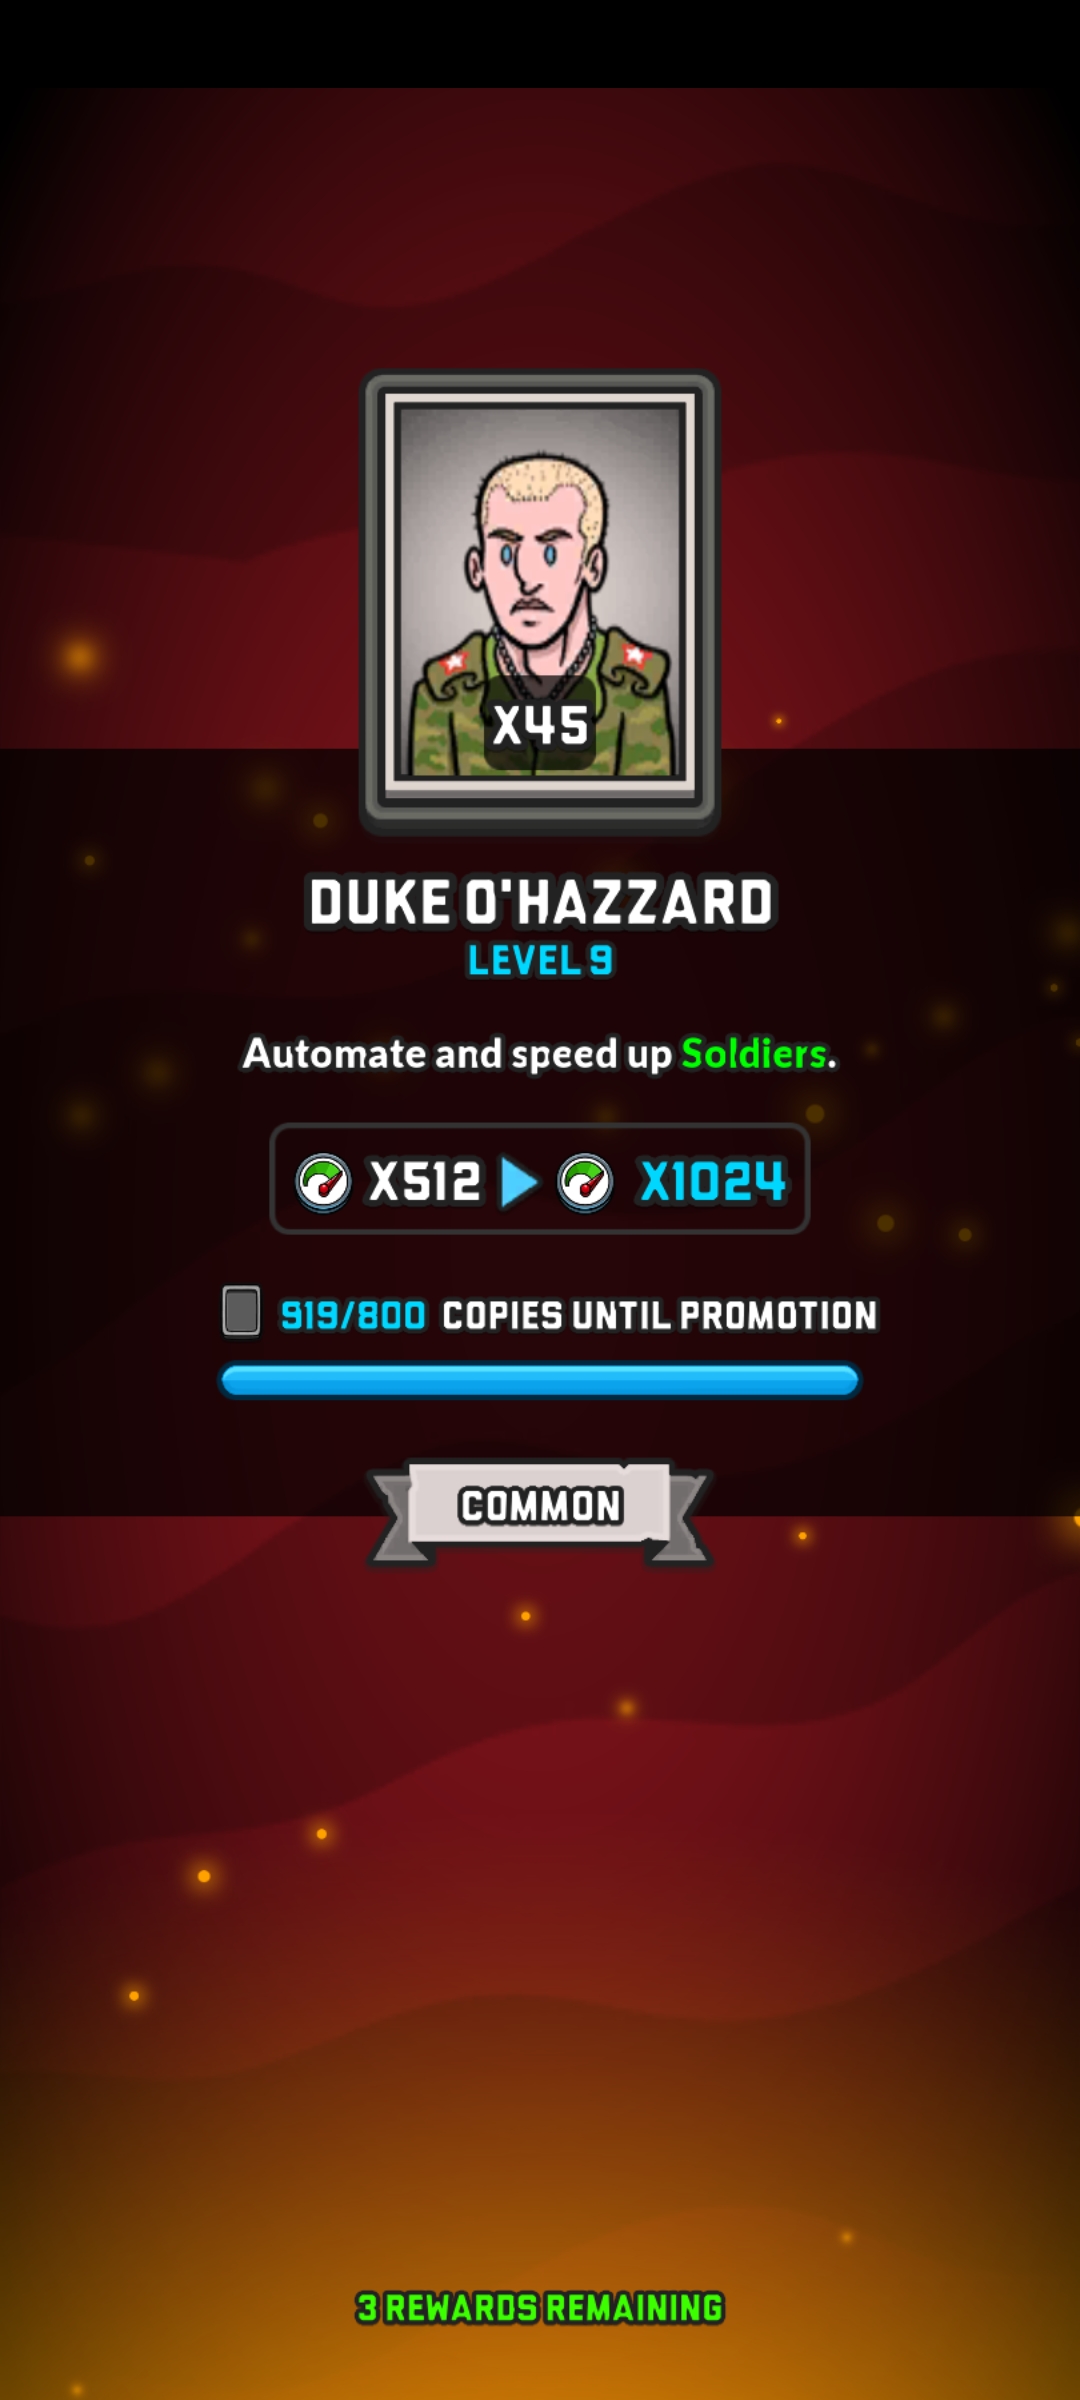 X45
DUKE O'HAZZARD
LEVEL 9
Automate and speed up Soldiers.
X512 X1024
919/800 COPIES UNTIL PROMOTION
COMMON
3 REWARDS REMAINING